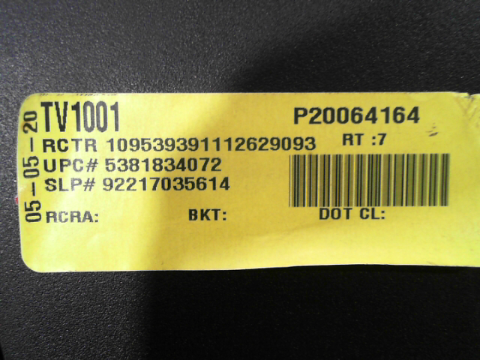 05-05-20
TV1001 P20064164
RCTR 109539391112629093 RT :7
UPC# 5381834072
SLP# 92217035614
RCRA: BKT: DOT CL: